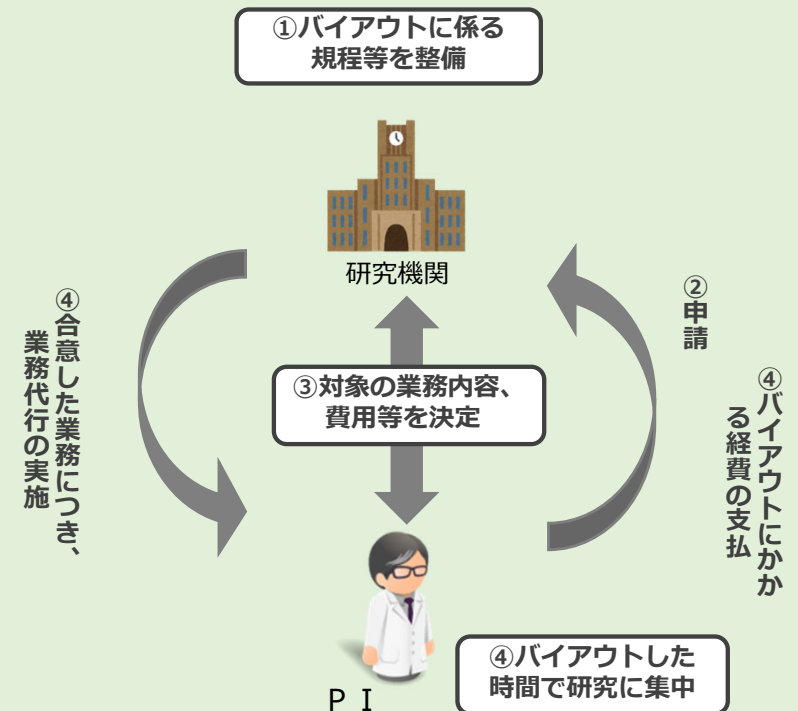 ①バイアウトに係る
規程等を整備
研究機関
②申請
③対象の業務内容、
費用等を決定
④合意した業務につき、
業務代行の実施
④バイアウトにかか
る経費の支払
④バイアウトした
時間で研究に集中
ＰＩ